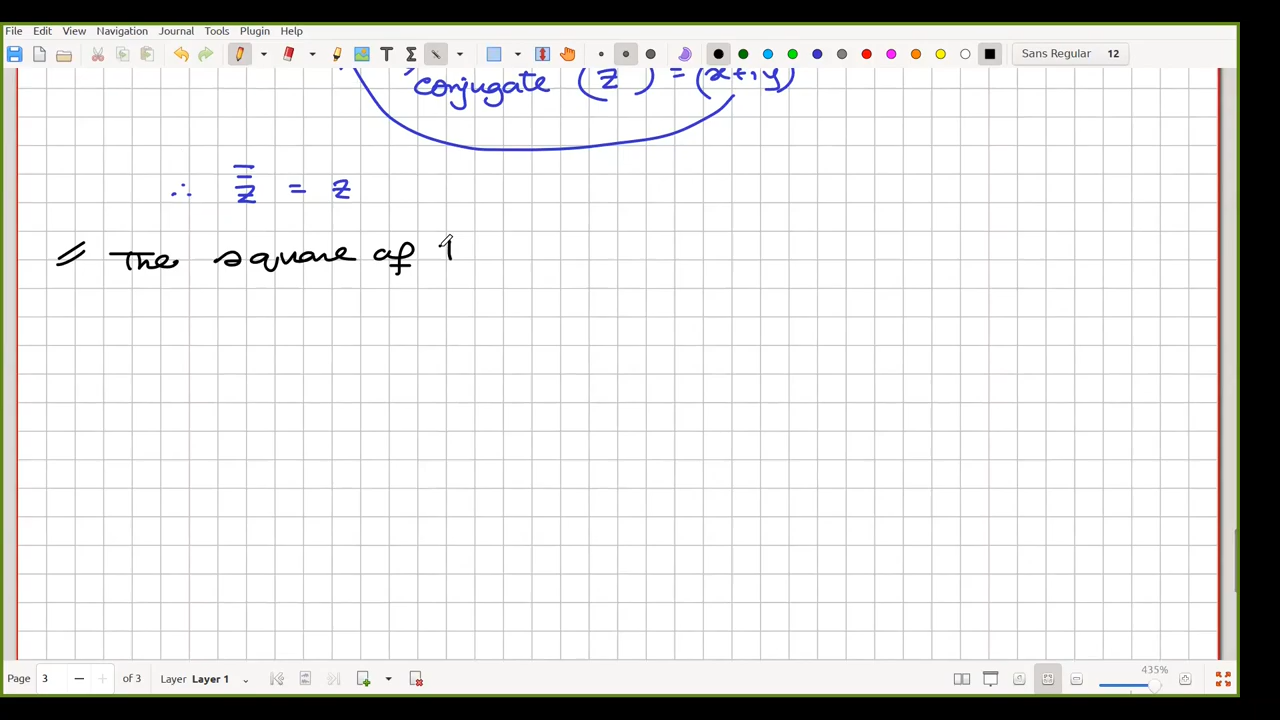 File Edit View Navigation Journal Tools Plugin Help
Sans Regular 12
conjugate (z̄) = (x+iy)
∴ z̿ = z
// The square of
Page 3 of 3 Layer Layer 1 435%